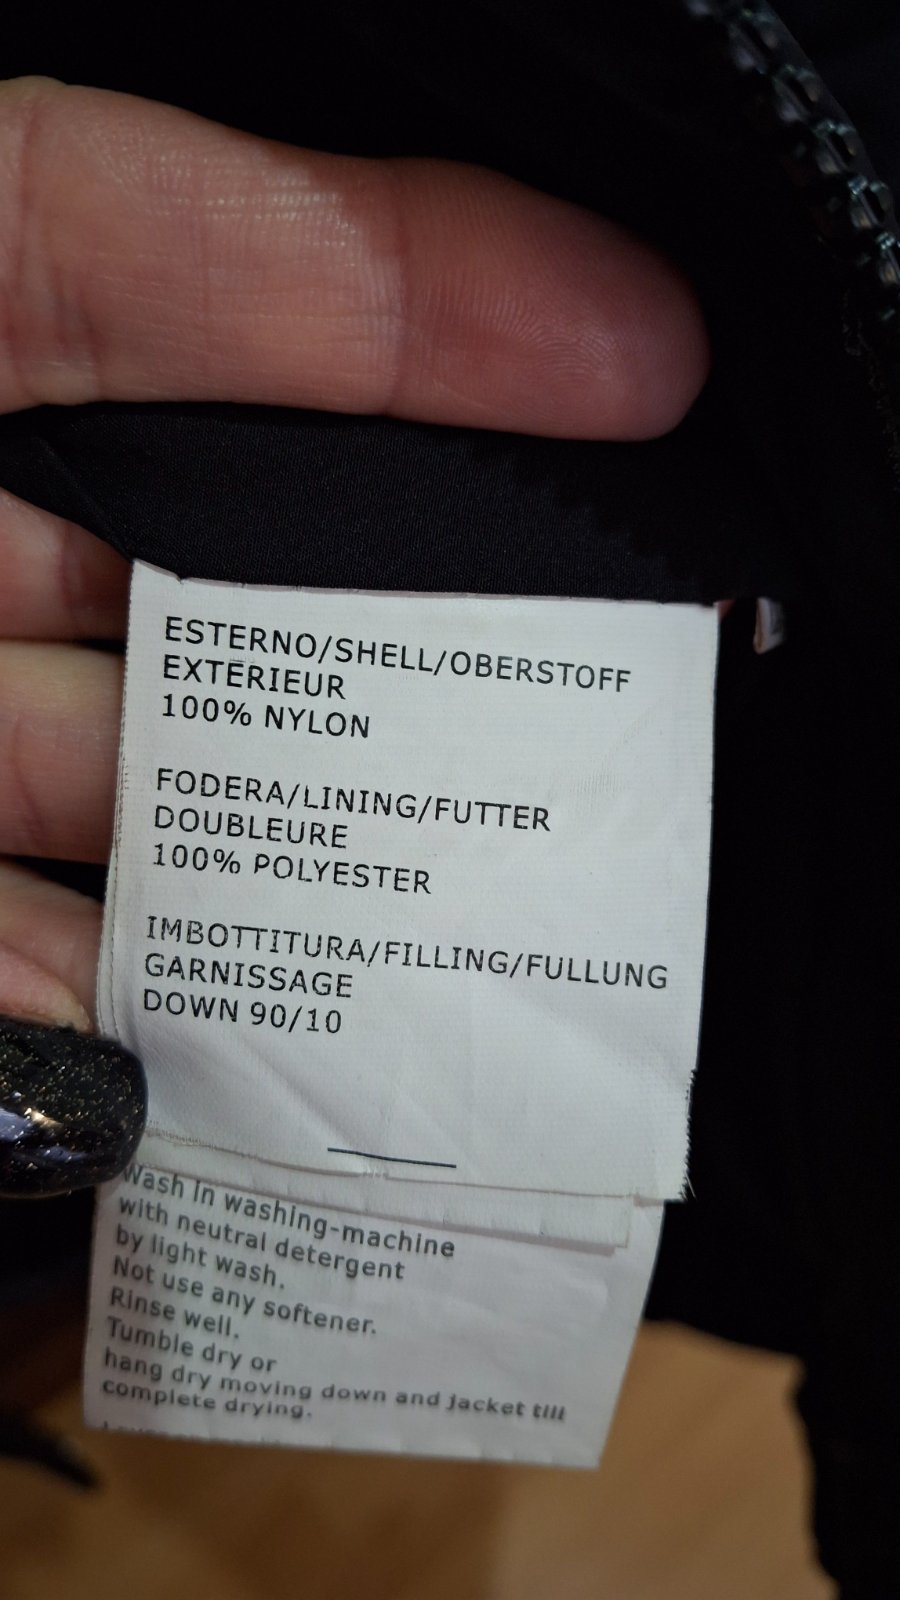 ESTERNO/SHELL/OBERSTOFF
EXTERIEUR
100% NYLON
FODERA/LINING/FUTTER
DOUBLEURE
100% POLYESTER
IMBOTTITURA/FILLING/FULLUNG
GARNISSAGE
DOWN 90/10
Wash in washing-machine
with neutral detergent
by light wash.
Not use any softener.
Rinse well.
Tumble dry or
hang dry moving down and jacket till
complete drying.